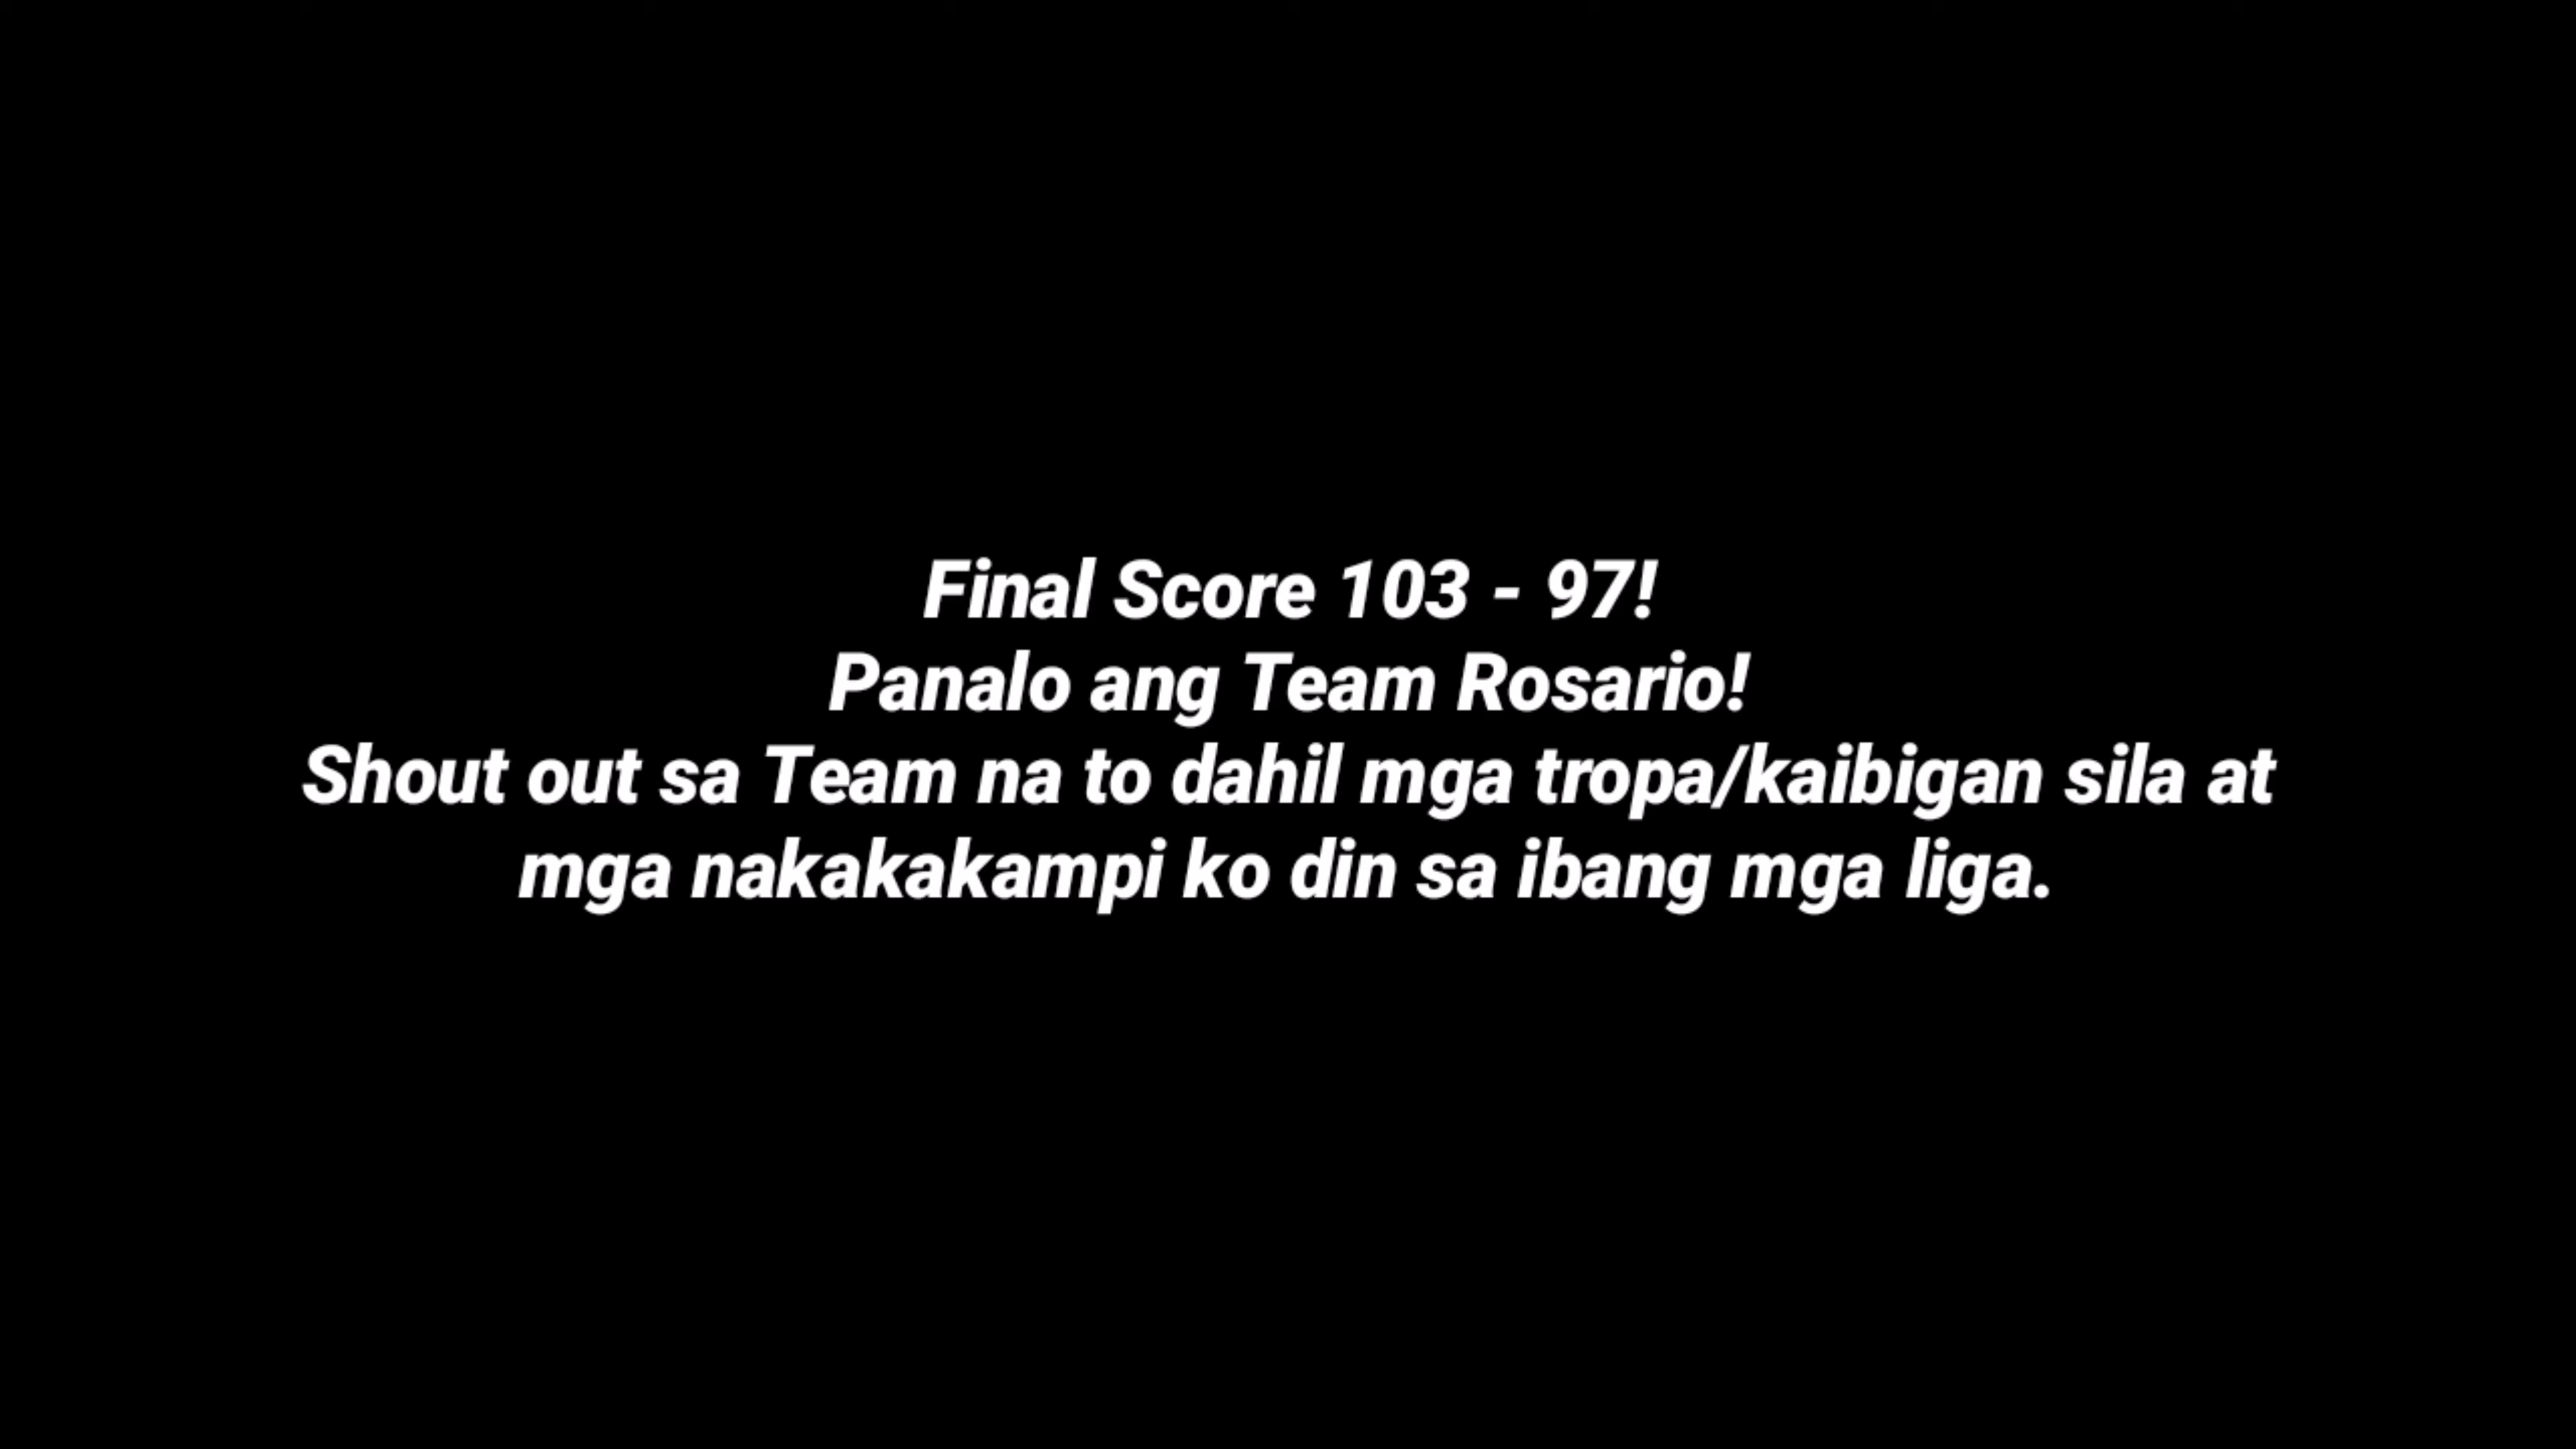 Final Score 103 - 97!
Panalo ang Team Rosario!
Shout out sa Team na to dahil mga tropa/kaibigan sila at
mga nakakakampi ko din sa ibang mga liga.